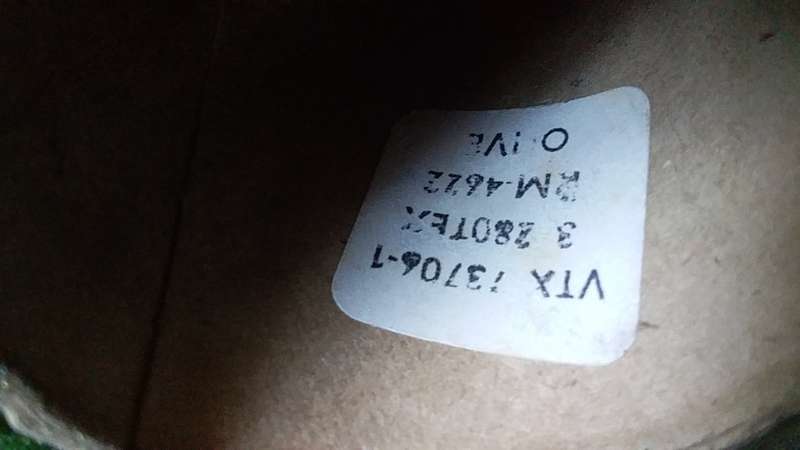 VTX 73706-1
3 280TEX
RM-4622
OLIVE